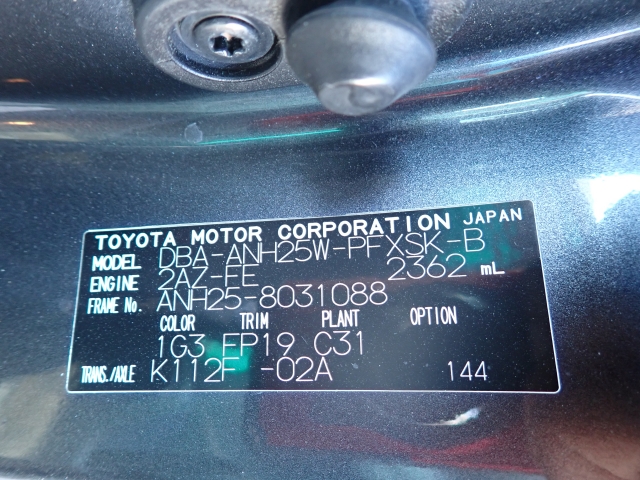 TOYOTA MOTOR CORPORATION JAPAN
MODEL DBA-ANH25W-PFXSK-B
ENGINE 2AZ-FE 2362 mL
FRAME No. ANH25-8031088
COLOR TRIM PLANT OPTION
1G3 FP19 C31
TRANS./AXLE K112F -02A 144